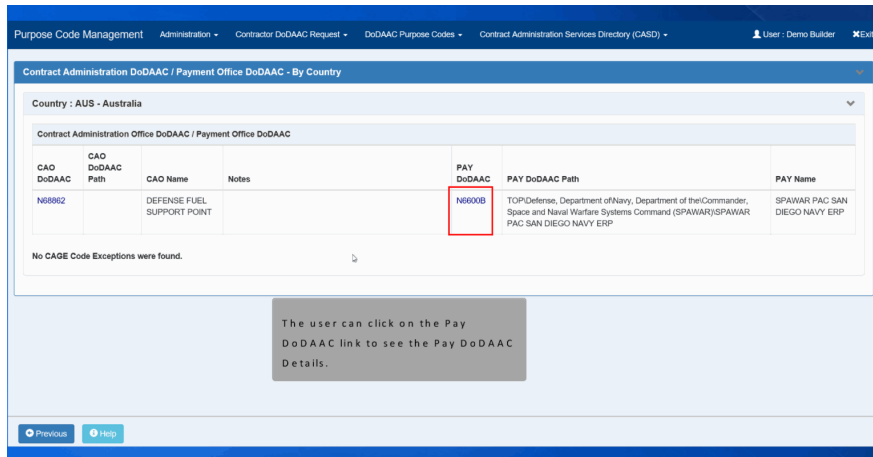 Purpose Code Management Administration Contractor DoDAAC Request DoDAAC Purpose Codes Contract Administration Services Directory (CASD) User : Demo Builder Exit
Contract Administration DoDAAC / Payment Office DoDAAC - By Country
Country : AUS - Australia
Contract Administration Office DoDAAC / Payment Office DoDAAC
CAO DoDAAC
CAO DoDAAC Path
CAO Name
Notes
PAY DoDAAC
PAY DoDAAC Path
PAY Name
N68862
DEFENSE FUEL
SUPPORT POINT
N6600B
TOP\Defense, Department of\Navy, Department of the\Commander,
Space and Naval Warfare Systems Command (SPAWAR)\SPAWAR
PAC SAN DIEGO NAVY ERP
SPAWAR PAC SAN
DIEGO NAVY ERP
No CAGE Code Exceptions were found.
The user can click on the Pay
DoDAAC link to see the Pay DoDAAC
Details.
Previous Help